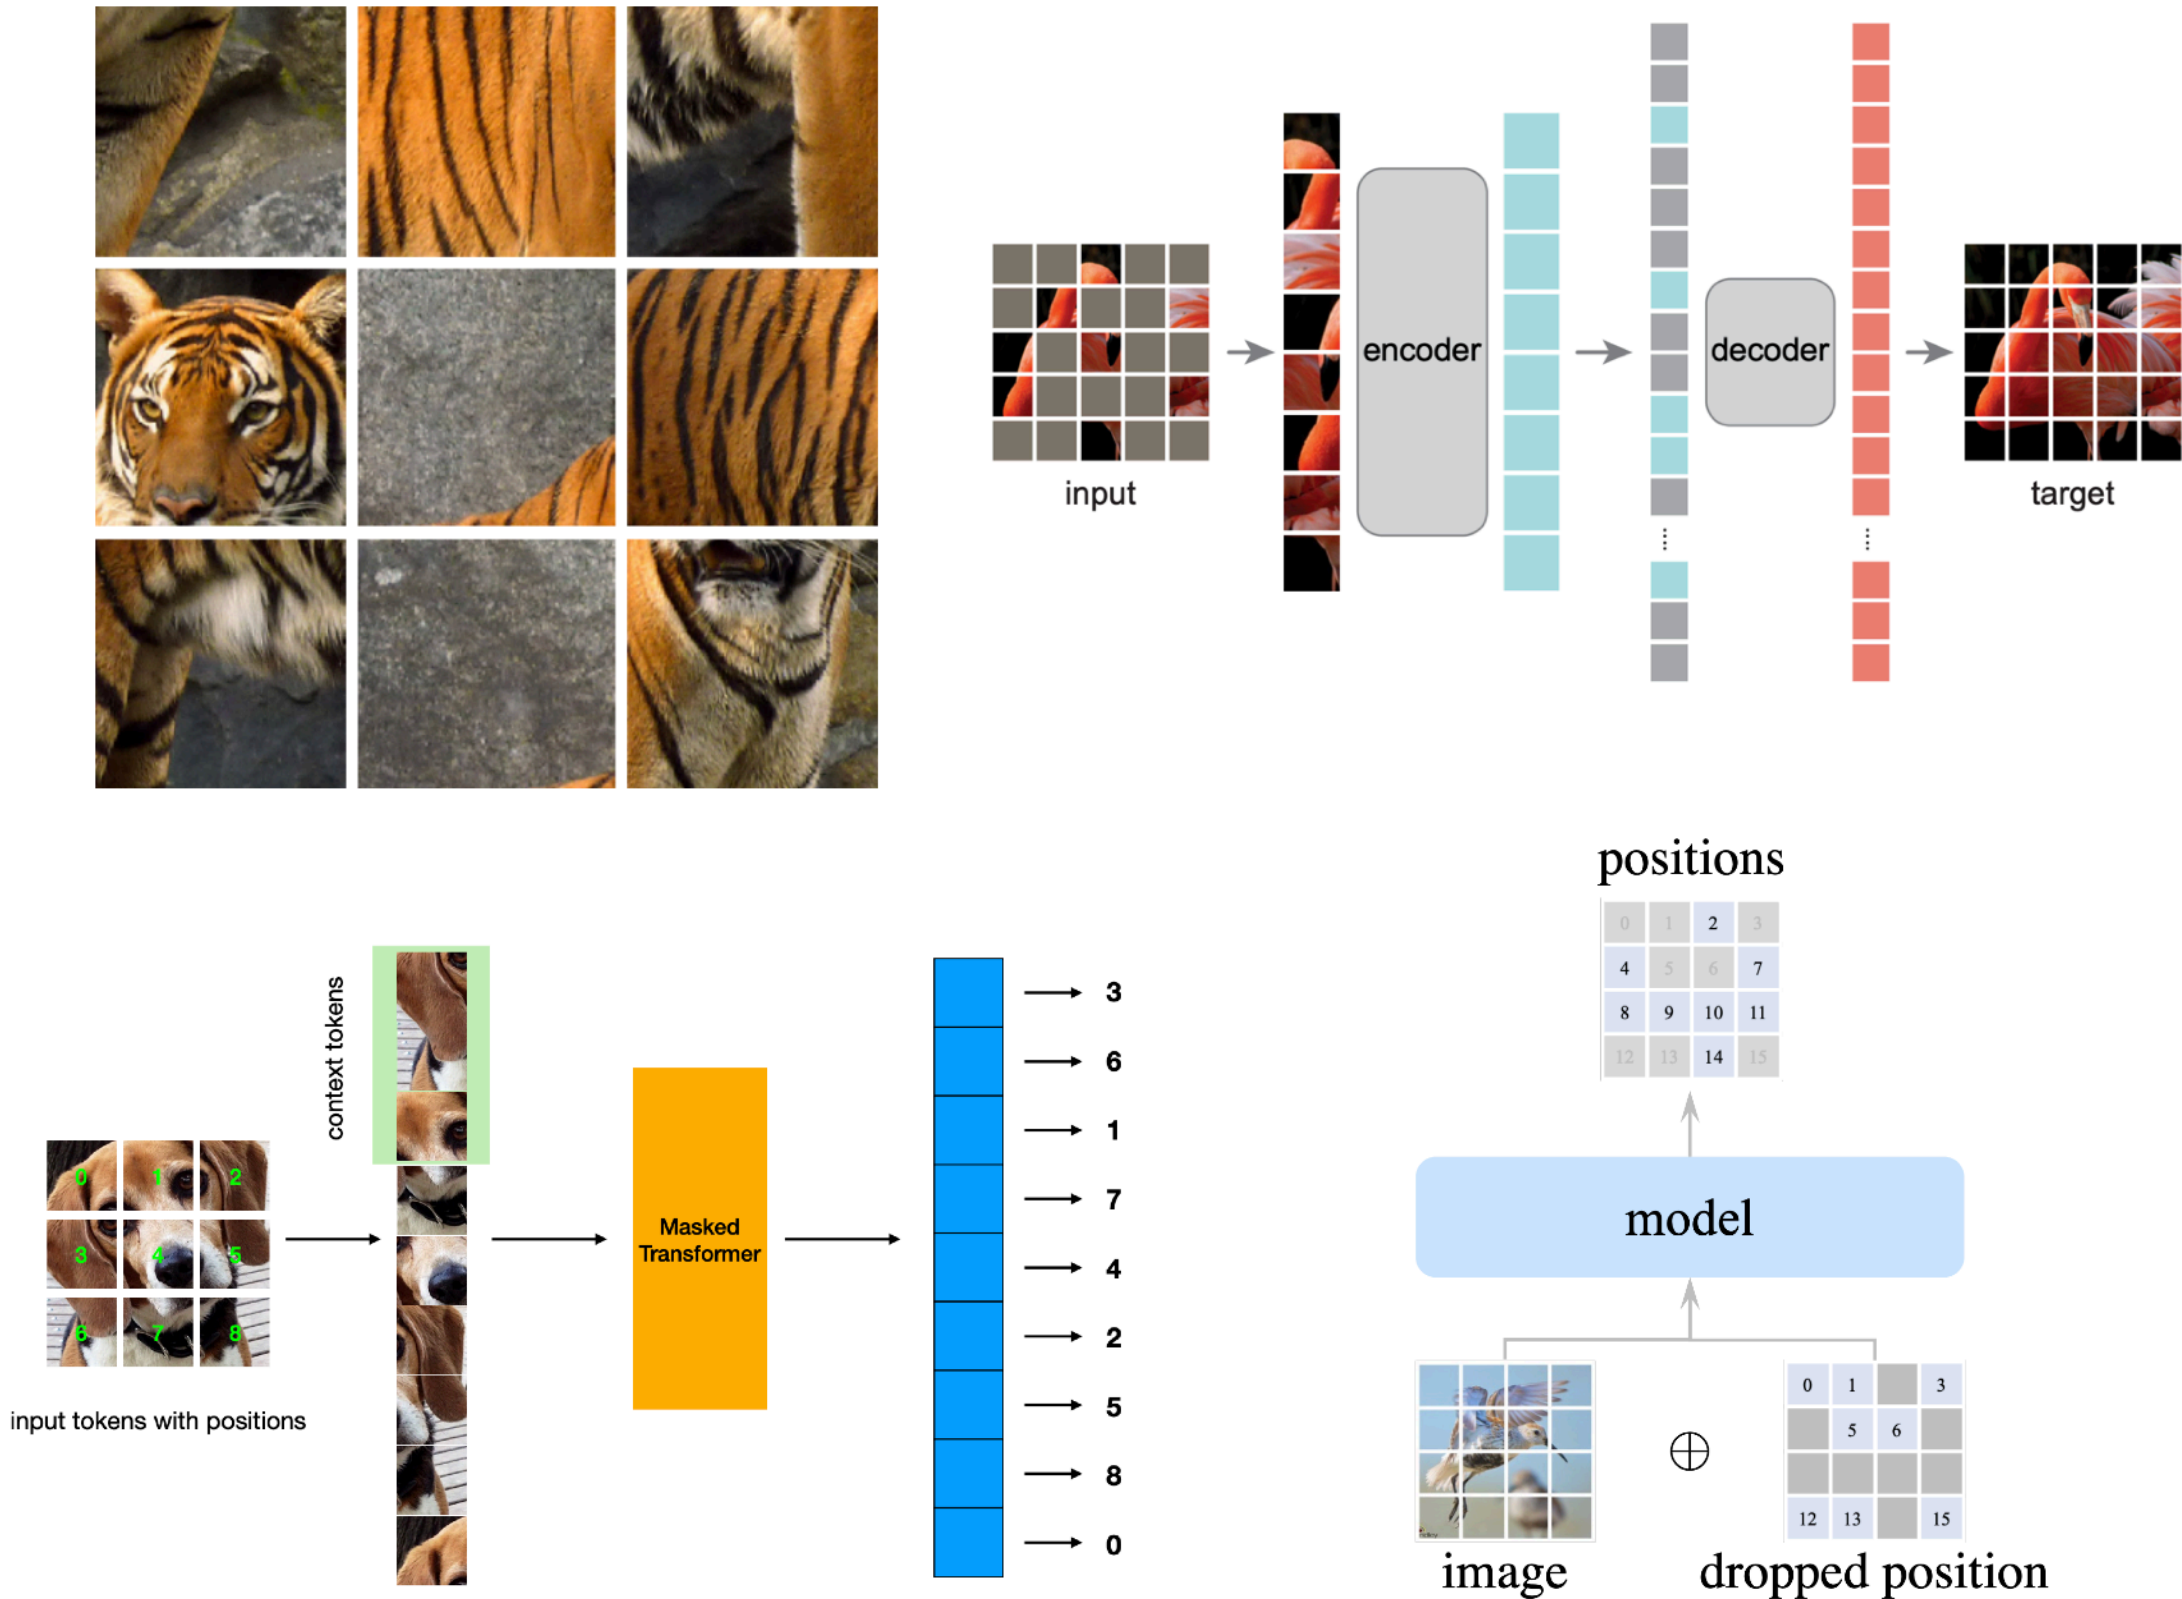 encoder
decoder
input
target
positions
0 1 2 3
4 5 6 7
8 9 10 11
12 13 14 15
context tokens
3
6
1
7
4
2
5
8
0
0 1 2
3 4 5
6 7 8
Masked
Transformer
input tokens with positions
model
0 1 3
5 6
12 13 15
image
dropped position